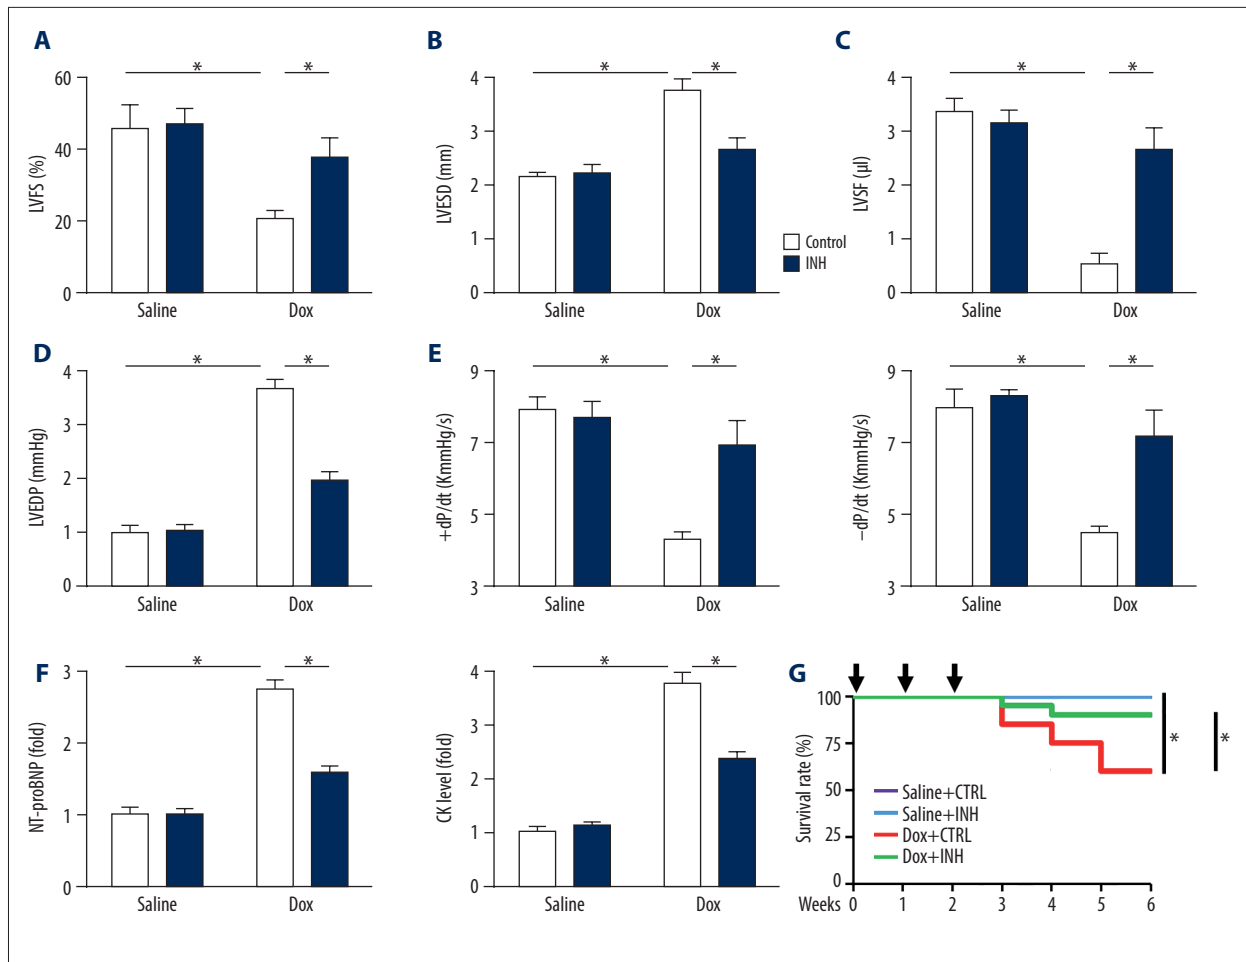 A
*
*
60
40
20
0
LVFS (%)
Saline
Dox
B
*
*
4
3
2
1
0
LVESD (mm)
Saline
Dox
Control
INH
C
*
*
4
3
2
1
0
LVSF (µl)
Saline
Dox
D
*
*
4
3
2
1
0
LVEDP (mmHg)
Saline
Dox
E
*
*
9
7
5
3
+dP/dt (KmmHg/s)
Saline
Dox
*
*
9
7
5
3
–dP/dt (KmmHg/s)
Saline
Dox
F
*
*
3
2
1
0
NT-proBNP (fold)
Saline
Dox
*
*
4
3
2
1
0
CK level (fold)
Saline
Dox
G
100
75
50
25
0
Survival rate (%)
Saline+CTRL
Saline+INH
Dox+CTRL
Dox+INH
*
*
Weeks 0 1 2 3 4 5 6